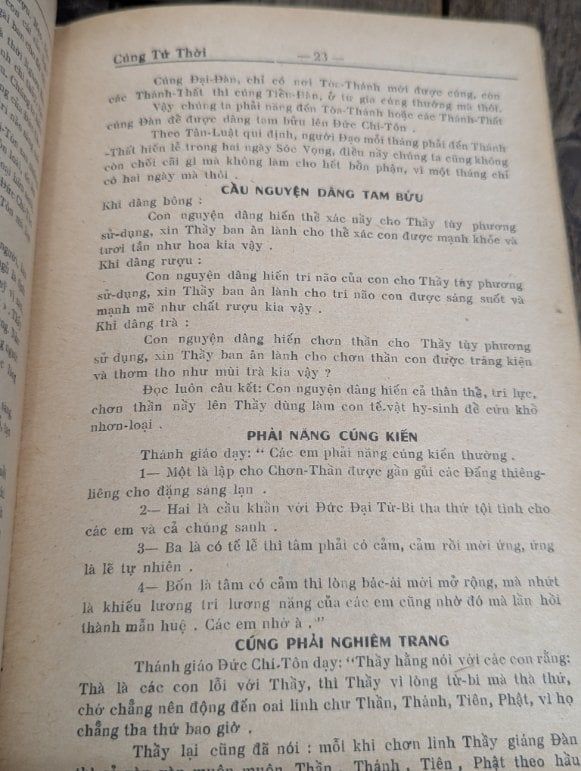 Cúng Tứ Thời — 23 —
Cúng Đại-Đàn, chỉ có nơi Tòa-Thánh mới được cúng, còn
các Thánh-Thất thì cúng Tiểu-Đàn, ở tư gia cúng thường mà thôi.
Vậy chúng ta phải năng đến Tòa-Thánh hoặc các Thánh-Thất
cúng Đàn để được dâng tam bửu lên Đức Chí-Tôn .
Theo Tân-Luật qui định, người Đạo mỗi tháng phải đến Thánh
-Thất hiến lễ trong hai ngày Sóc Vọng, điều nầy chúng ta cũng không
còn chối cãi gì mà không làm cho hết bổn phận, vì một tháng chỉ
có hai ngày mà thôi .
CẦU NGUYỆN DÂNG TAM BỬU
Khi dâng bông :
Con nguyện dâng hiến thể xác nầy cho Thầy tùy phương
sử-dụng, xin Thầy ban ân lành cho thể xác con được mạnh khỏe và
tươi tắn như hoa kia vậy .
Khi dâng rượu :
Con nguyện dâng hiến trí não của con cho Thầy tùy phương
sử-dụng, xin Thầy ban ân lành cho trí não con được sáng suốt và
mạnh mẽ như chất rượu kia vậy .
Khi dâng trà :
Con nguyện dâng hiến chơn thần cho Thầy tùy phương
sử dụng, xin Thầy ban ân lành cho chơn thần con được tráng kiện
và thơm tho như mùi trà kia vậy ?
Đọc luôn câu kết: Con nguyện dâng hiến cả thân thể, trí lực,
chơn thần nầy lên Thầy dùng làm con tế.vật hy-sinh để cứu khổ
nhơn-loại .
PHẢI NĂNG CÚNG KIẾN
Thánh giáo dạy: “ Các em phải năng cúng kiến thường .
1— Một là lập cho Chơn-Thần được gần gũi các Đấng thiêng-
liêng cho đặng sáng lạn .
2— Hai là cầu khẩn với Đức Đại Từ-Bi tha thứ tội tình cho
các em và cả chúng sanh .
3— Ba là có tế lễ thì tâm phải có cảm, cảm rồi mới ứng, ứng
là lẽ tự nhiên .
4— Bốn là tâm có cảm thì lòng bác-ái mới mở rộng, mà nhứt
là khiếu lương tri lương năng của các em cũng nhờ đó mà lần hồi
thành mẫn huệ . Các em nhớ à .”
CÚNG PHẢI NGHIÊM TRANG
Thánh giáo Đức Chí-Tôn dạy: “Thầy hằng nói với các con rằng:
Thà là các con lỗi với Thầy, thì Thầy vì lòng từ-bi mà tha thứ,
chớ chẳng nên động đến oai linh chư Thần, Thánh, Tiên, Phật, vì họ
chẳng tha thứ bao giờ .
Thầy lại cũng đã nói : mỗi khi chơn linh Thầy giáng Đàn
muôn muôn Thần , Thánh , Tiên , Phật theo hầu